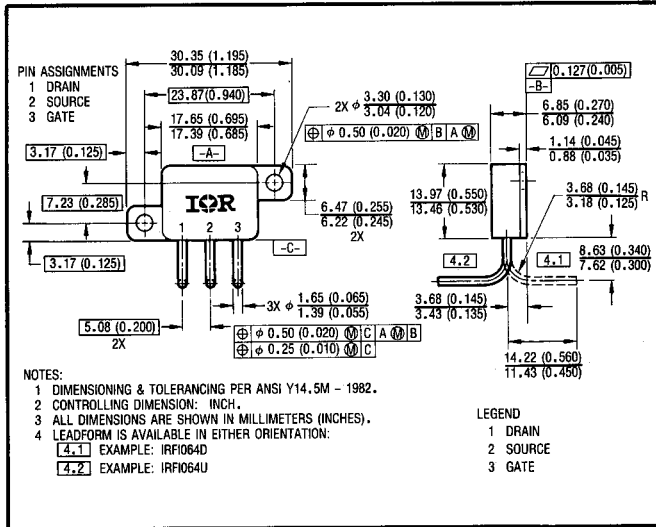 PIN ASSIGNMENTS
1 DRAIN
2 SOURCE
3 GATE
30.35 (1.195)
30.09 (1.185)
23.87(0.940)
17.65 (0.695)
17.39 (0.685)
-A-
3.17 (0.125)
7.23 (0.285)
3.17 (0.125)
2X ϕ 3.30 (0.130)
3.04 (0.120)
⌖ ϕ 0.50 (0.020) Ⓜ B A Ⓜ
IOR
1 2 3
6.47 (0.255)
6.22 (0.245)
2X
-C-
3X ϕ 1.65 (0.065)
1.39 (0.055)
5.08 (0.200)
2X
⌖ ϕ 0.50 (0.020) Ⓜ C A Ⓜ B
⌖ ϕ 0.25 (0.010) Ⓜ C
⏥ 0.127(0.005)
-B-
6.85 (0.270)
6.09 (0.240)
1.14 (0.045)
0.88 (0.035)
13.97 (0.550)
13.46 (0.530)
3.68 (0.145) R
3.18 (0.125)
4.2
4.1
8.63 (0.340)
7.62 (0.300)
3.68 (0.145)
3.43 (0.135)
14.22 (0.560)
11.43 (0.450)
NOTES:
1 DIMENSIONING & TOLERANCING PER ANSI Y14.5M – 1982.
2 CONTROLLING DIMENSION: INCH.
3 ALL DIMENSIONS ARE SHOWN IN MILLIMETERS (INCHES).
4 LEADFORM IS AVAILABLE IN EITHER ORIENTATION:
4.1 EXAMPLE: IRFI064D
4.2 EXAMPLE: IRFI064U
LEGEND
1 DRAIN
2 SOURCE
3 GATE